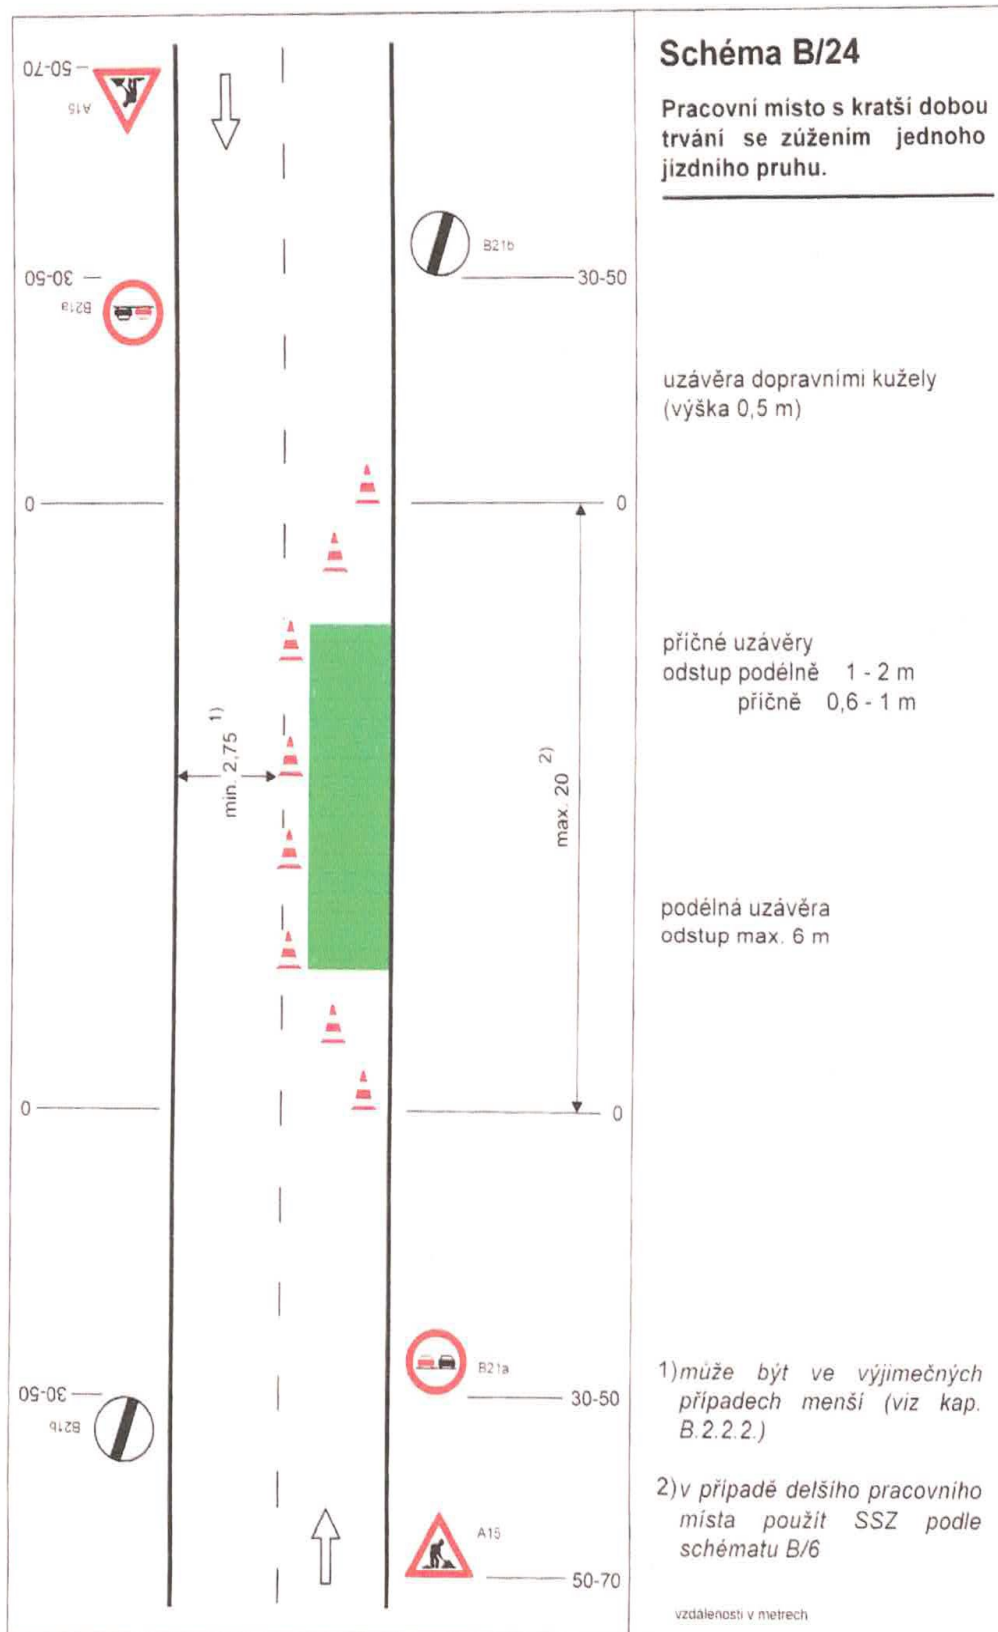 Schéma B/24
Pracovní místo s kratší dobou
trvání se zúžením jednoho
jízdního pruhu.
50-70
A15
30-50
B21a
B21b
30-50
uzávěra dopravními kužely
(výška 0,5 m)
0
0
příčné uzávěry
odstup podélně 1 - 2 m
příčně 0,6 - 1 m
min. 2,75 1)
max. 20 2)
podélná uzávěra
odstup max. 6 m
0
0
B21a
30-50
30-50
B21b
A15
50-70
1) může být ve výjimečných
případech menší (viz kap.
B.2.2.2.)
2) v případě delšího pracovního
místa použít SSZ podle
schématu B/6
vzdálenosti v metrech